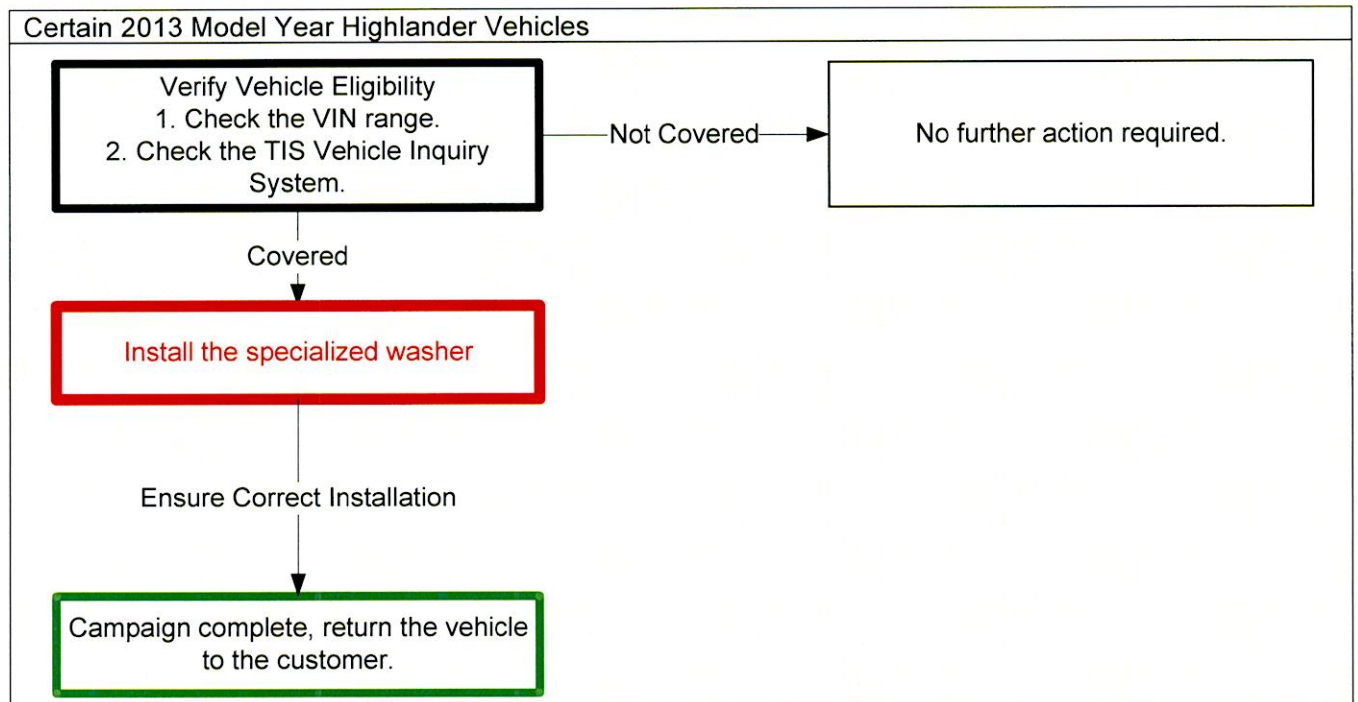 Certain 2013 Model Year Highlander Vehicles
Verify Vehicle Eligibility
1. Check the VIN range.
2. Check the TIS Vehicle Inquiry
System.
Not Covered
No further action required.
Covered
Install the specialized washer
Ensure Correct Installation
Campaign complete, return the vehicle
to the customer.